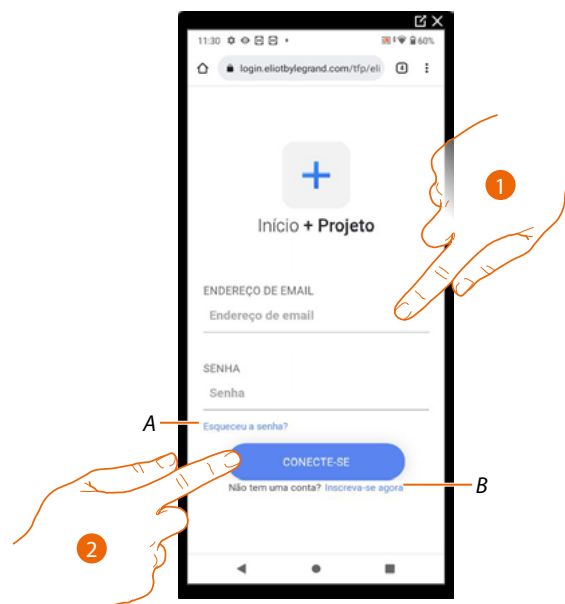 11:30
60%
login.eliotbylegrand.com/tfp/eli
4
1
Início + Projeto
ENDEREÇO DE EMAIL
Endereço de email
SENHA
Senha
A
Esqueceu a senha?
CONECTE-SE
Não tem uma conta? Inscreva-se agora
B
2